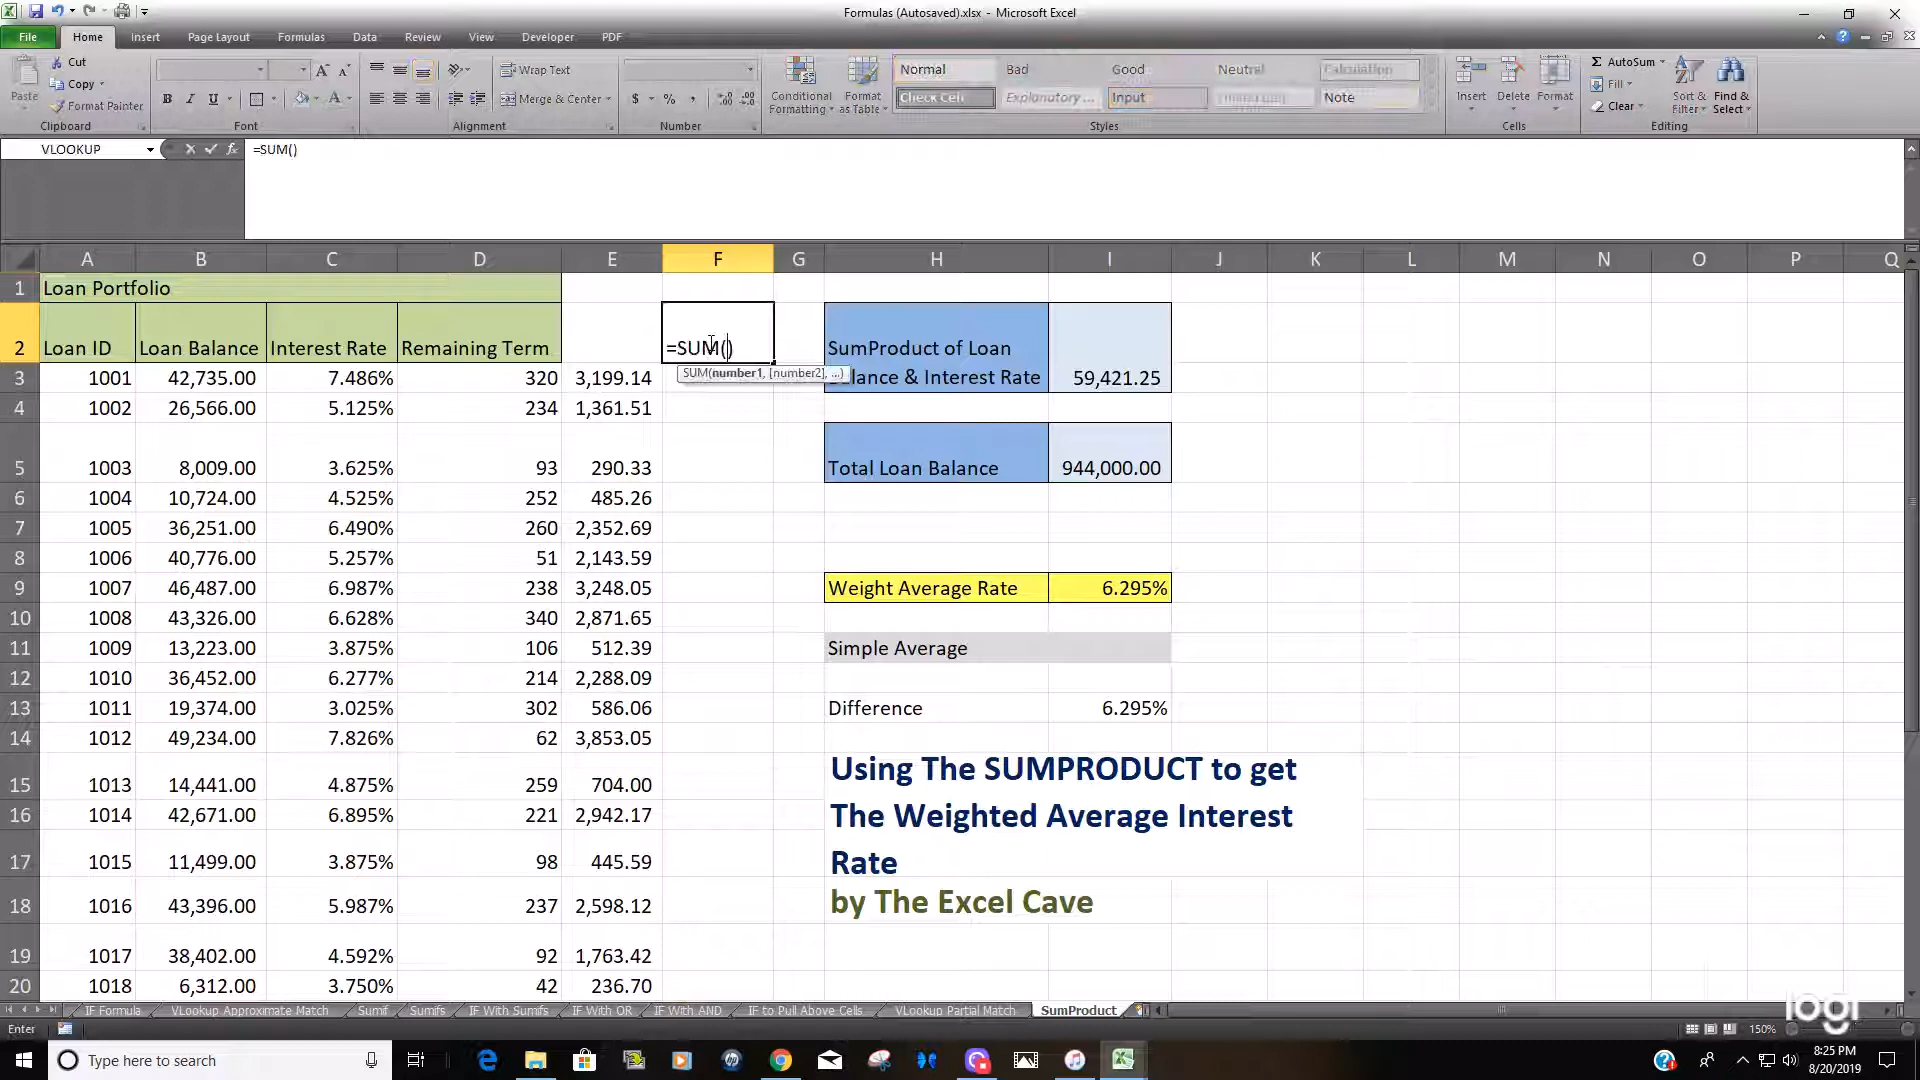 Formulas (Autosaved).xlsx - Microsoft Excel
File Home Insert Page Layout Formulas Data Review View Developer PDF
Paste Cut Copy Format Painter
Clipboard Font
Wrap Text Merge & Center
Alignment
$ % , Number
Conditional Formatting Format as Table
Normal Bad Good Neutral Calculation
Check Cell Explanatory ... Input Linked Cell Note
Styles
Insert Delete Format
Cells
AutoSum Fill Clear
Sort & Filter Find & Select
Editing
VLOOKUP fx =SUM()
A B C D E F G H I J K L M N O P Q
1 Loan Portfolio
2 Loan ID Loan Balance Interest Rate Remaining Term =SUM() SumProduct of Loan
SUM(number1, [number2], ...) alance & Interest Rate 59,421.25
3 1001 42,735.00 7.486% 320 3,199.14
4 1002 26,566.00 5.125% 234 1,361.51
5 1003 8,009.00 3.625% 93 290.33 Total Loan Balance 944,000.00
6 1004 10,724.00 4.525% 252 485.26
7 1005 36,251.00 6.490% 260 2,352.69
8 1006 40,776.00 5.257% 51 2,143.59
9 1007 46,487.00 6.987% 238 3,248.05 Weight Average Rate 6.295%
10 1008 43,326.00 6.628% 340 2,871.65
11 1009 13,223.00 3.875% 106 512.39 Simple Average
12 1010 36,452.00 6.277% 214 2,288.09
13 1011 19,374.00 3.025% 302 586.06 Difference 6.295%
14 1012 49,234.00 7.826% 62 3,853.05
15 1013 14,441.00 4.875% 259 704.00
16 1014 42,671.00 6.895% 221 2,942.17
17 1015 11,499.00 3.875% 98 445.59
18 1016 43,396.00 5.987% 237 2,598.12
19 1017 38,402.00 4.592% 92 1,763.42
20 1018 6,312.00 3.750% 42 236.70
Using The SUMPRODUCT to get
The Weighted Average Interest
Rate
by The Excel Cave
IF Formula VLookup Approximate Match Sumif Sumifs IF With Sumifs IF With OR IF With AND IF to Pull Above Cells VLookup Partial Match SumProduct
logi
Enter 150%
Type here to search
8:25 PM
8/20/2019